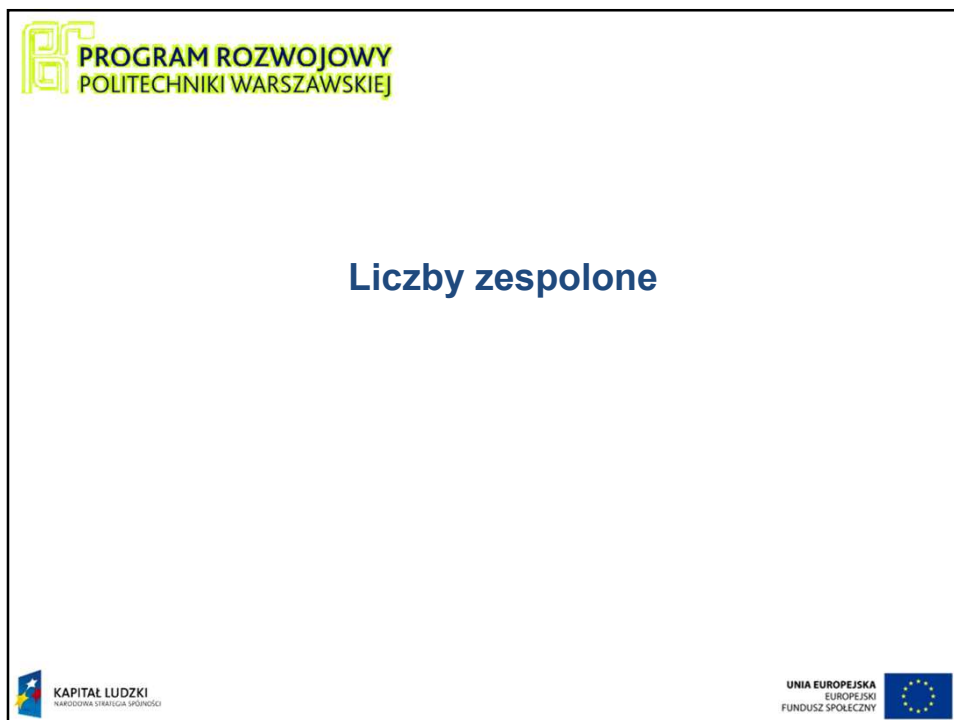 PROGRAM ROZWOJOWY
POLITECHNIKI WARSZAWSKIEJ
Liczby zespolone
KAPITAŁ LUDZKI
NARODOWA STRATEGIA SPÓJNOŚCI
UNIA EUROPEJSKA
EUROPEJSKI
FUNDUSZ SPOŁECZNY